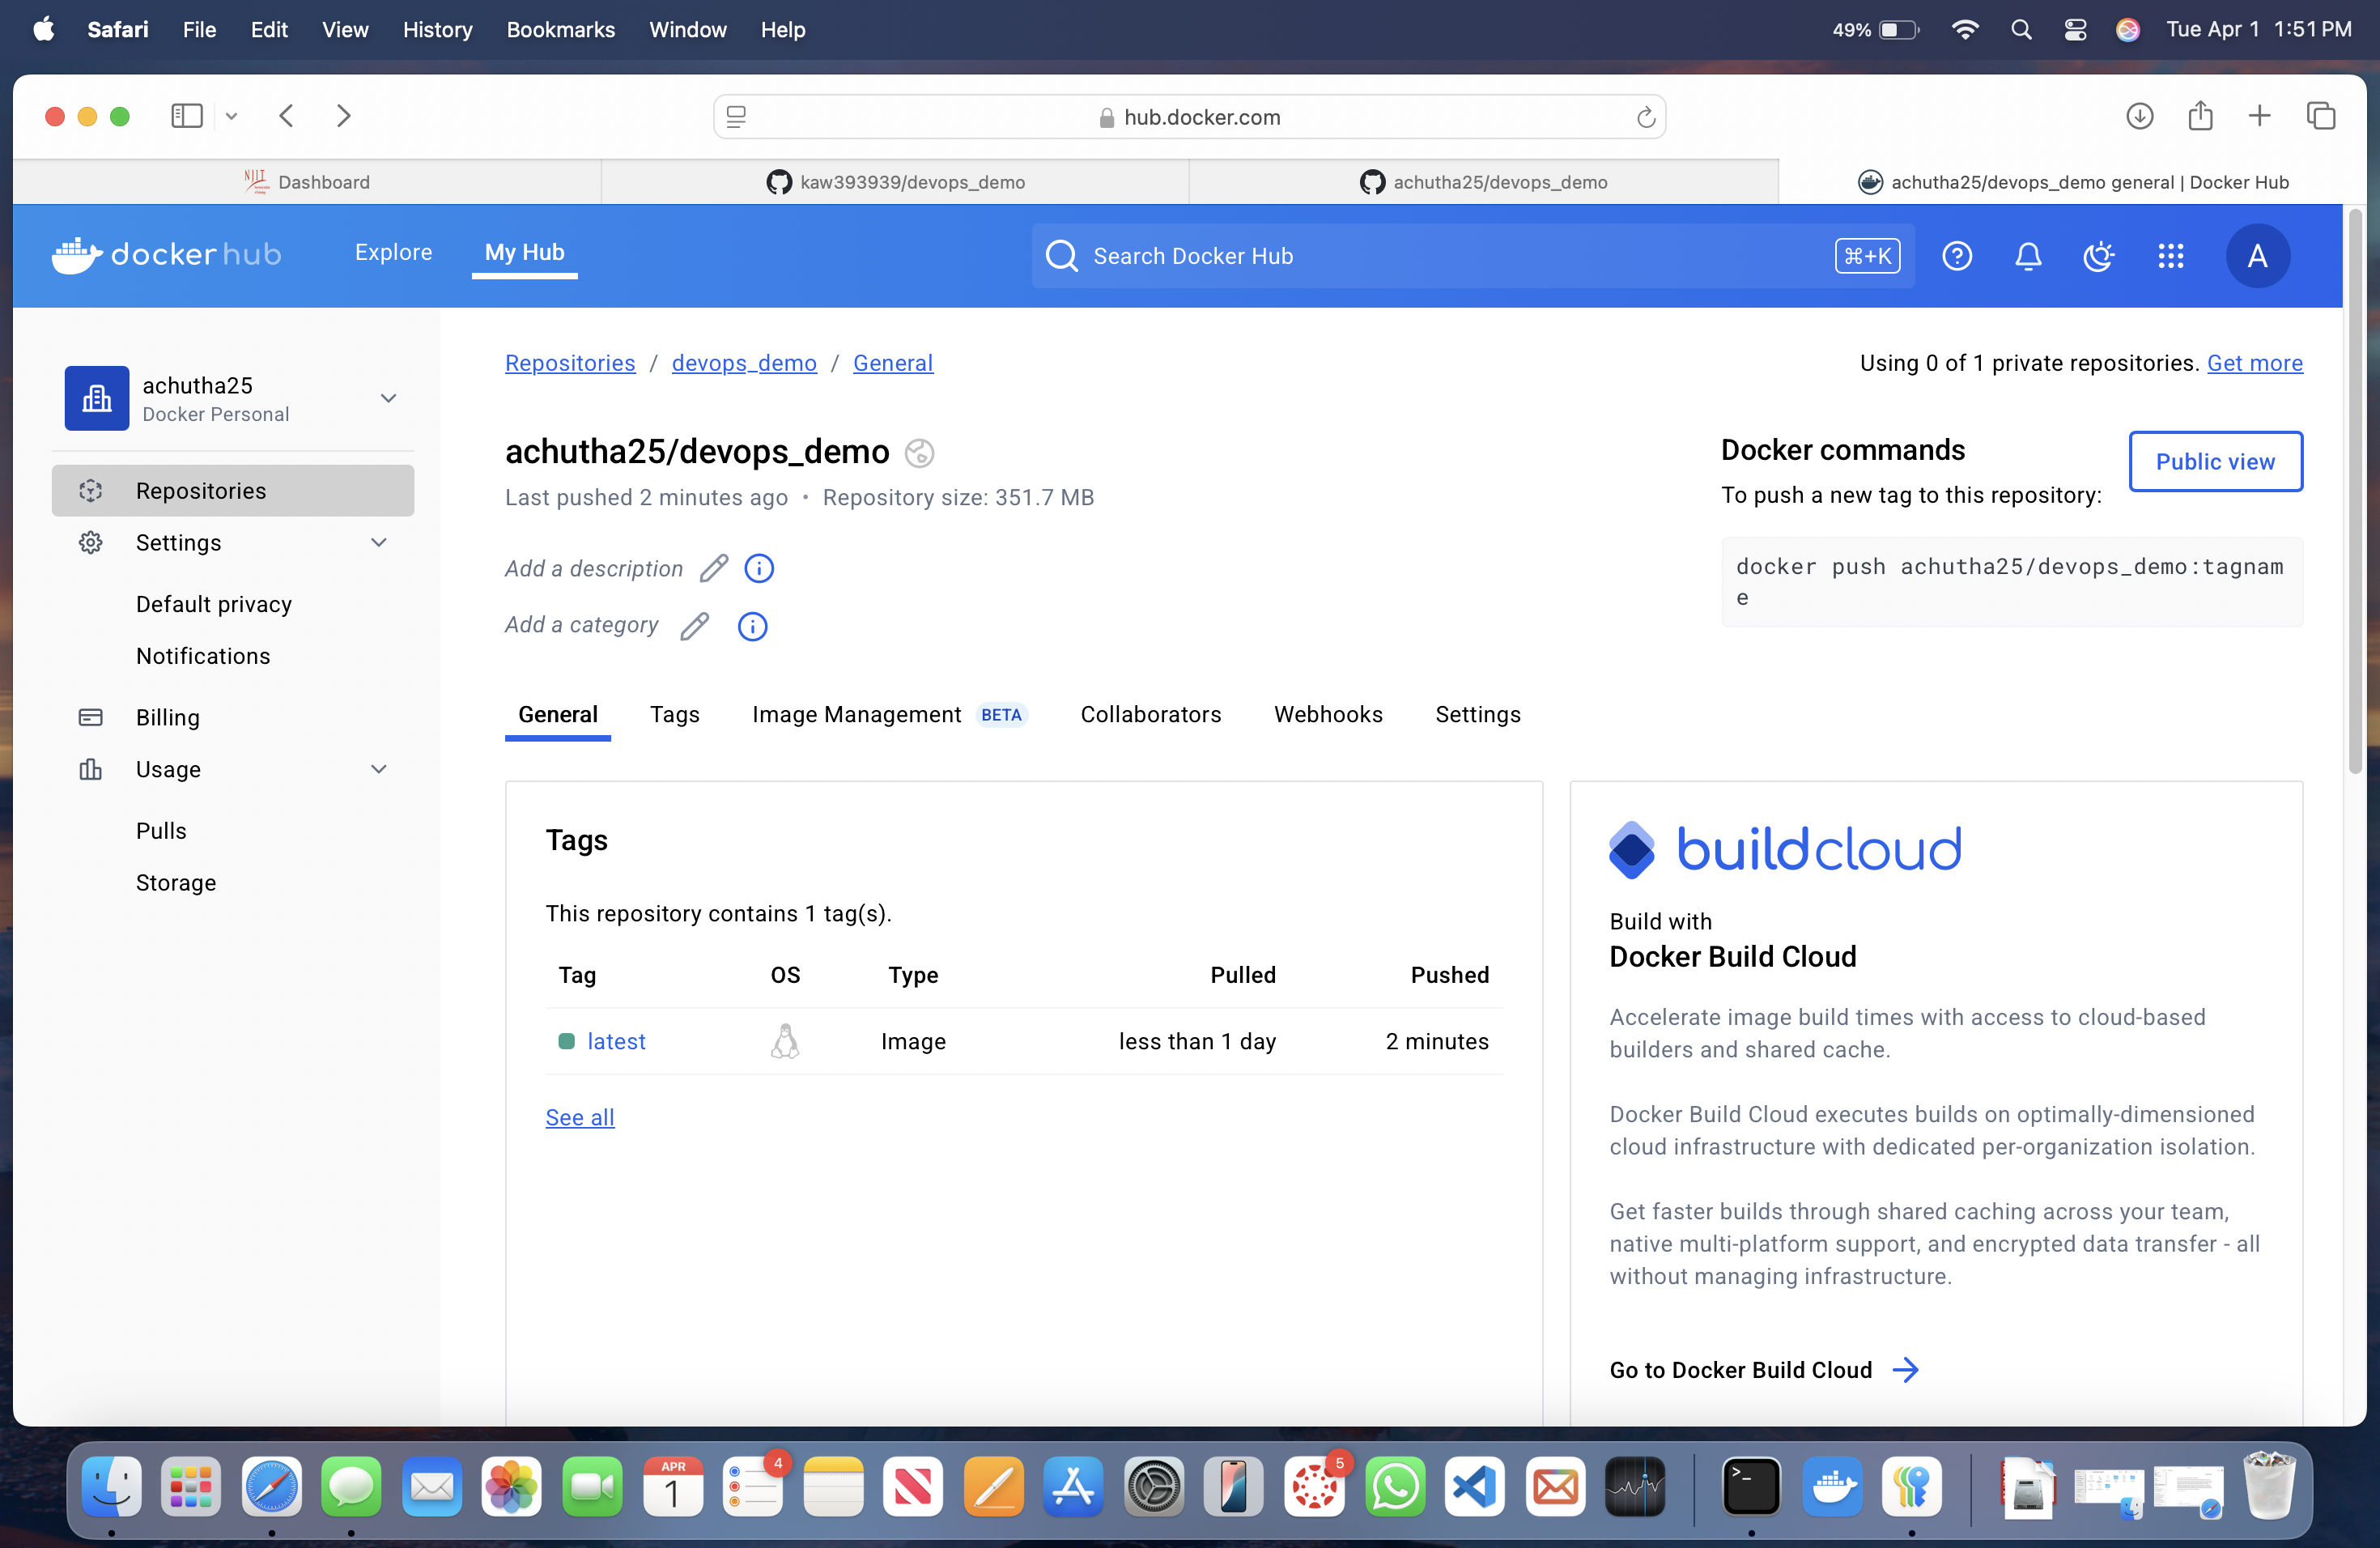 Safari File Edit View History Bookmarks Window Help 49% Tue Apr 1 1:51 PM
hub.docker.com
NJIT Dashboard kaw393939/devops_demo achutha25/devops_demo achutha25/devops_demo general | Docker Hub
docker hub Explore My Hub Search Docker Hub ⌘+K A
achutha25
Docker Personal
Repositories
Settings
Default privacy
Notifications
Billing
Usage
Pulls
Storage
Repositories / devops_demo / General
Using 0 of 1 private repositories. Get more
achutha25/devops_demo
Last pushed 2 minutes ago • Repository size: 351.7 MB
Add a description
Add a category
Docker commands
Public view
To push a new tag to this repository:
docker push achutha25/devops_demo:tagnam
e
General Tags Image Management BETA Collaborators Webhooks Settings
Tags
This repository contains 1 tag(s).
Tag OS Type Pulled Pushed
latest Image less than 1 day 2 minutes
See all
buildcloud
Build with
Docker Build Cloud
Accelerate image build times with access to cloud-based
builders and shared cache.
Docker Build Cloud executes builds on optimally-dimensioned
cloud infrastructure with dedicated per-organization isolation.
Get faster builds through shared caching across your team,
native multi-platform support, and encrypted data transfer - all
without managing infrastructure.
Go to Docker Build Cloud
APR
1
4
5